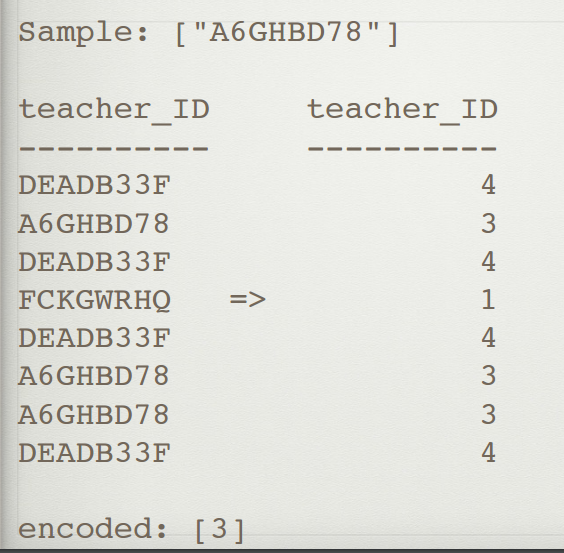 Sample: ["A6GHBD78"]
teacher_ID teacher_ID
---------- ----------
DEADB33F 4
A6GHBD78 3
DEADB33F 4
FCKGWRHQ => 1
DEADB33F 4
A6GHBD78 3
A6GHBD78 3
DEADB33F 4
encoded: [3]